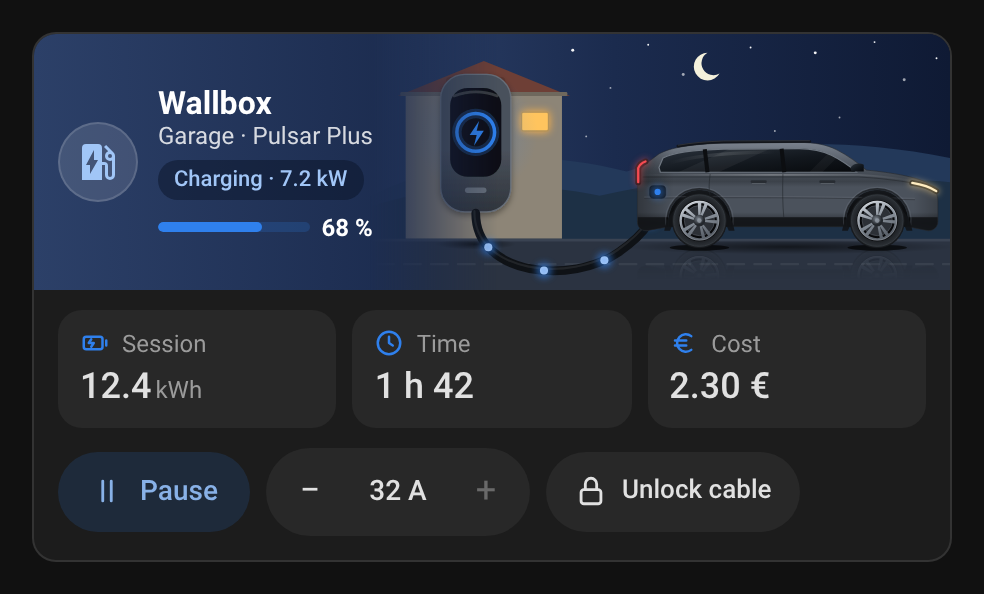 Wallbox
Garage · Pulsar Plus
Charging · 7.2 kW
68 %
Session
12.4 kWh
Time
1 h 42
Cost
2.30 €
Pause
− 32 A +
Unlock cable